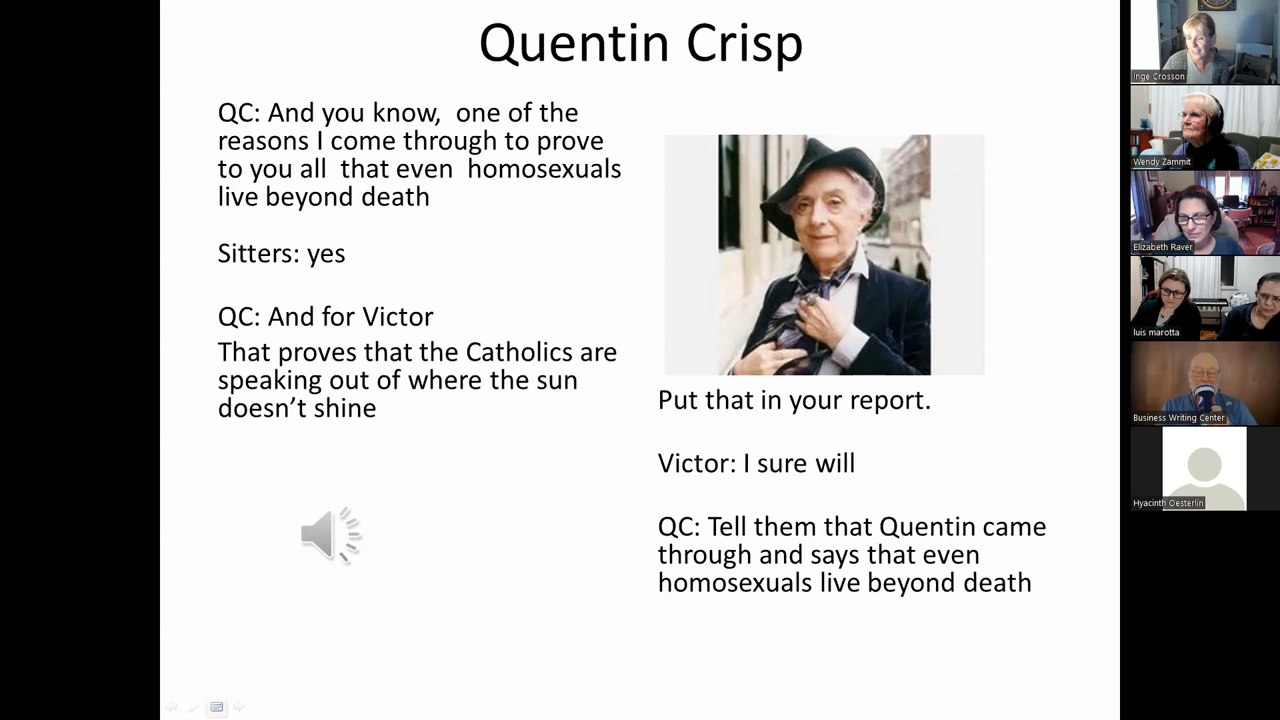 Quentin Crisp
QC: And you know, one of the
reasons I come through to prove
to you all that even homosexuals
live beyond death
Sitters: yes
QC: And for Victor
That proves that the Catholics are
speaking out of where the sun
doesn’t shine
Put that in your report.
Victor: I sure will
QC: Tell them that Quentin came
through and says that even
homosexuals live beyond death
Inge Crosson
Wendy Zammit
Elizabeth Raver
luis marotta
Business Writing Center
Hyacinth Oesterlin